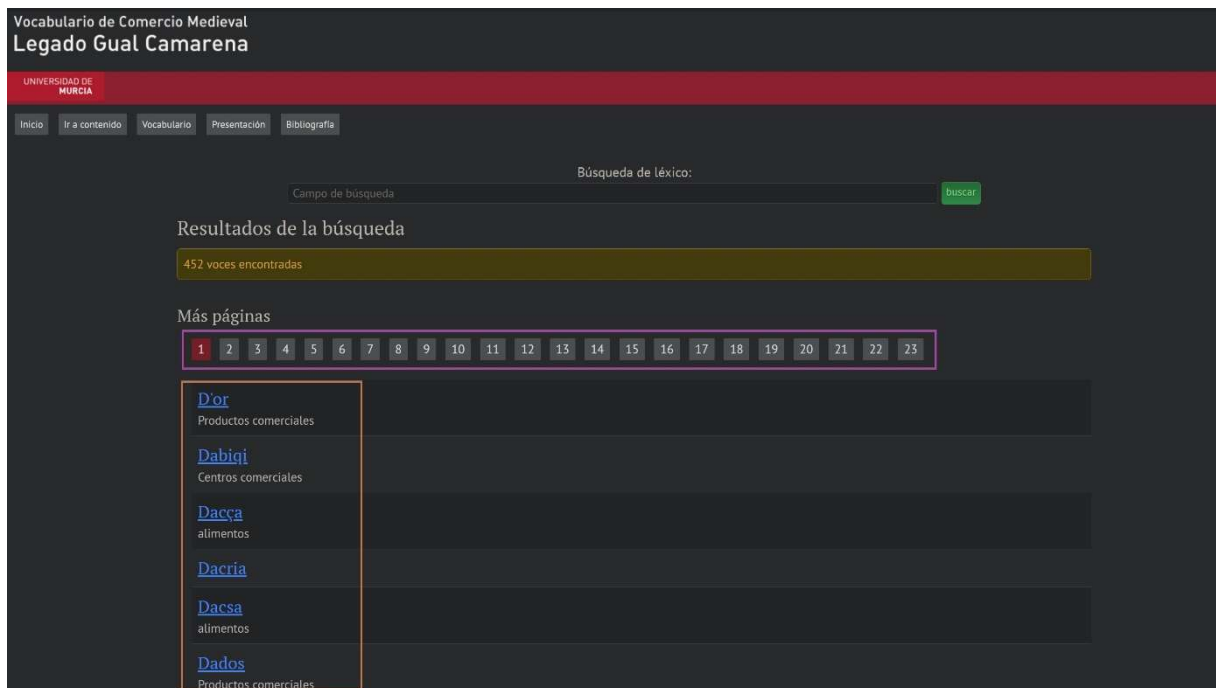 Vocabulario de Comercio Medieval
Legado Gual Camarena
UNIVERSIDAD DE
MURCIA
Inicio Ir a contenido Vocabulario Presentación Bibliografía
Búsqueda de léxico:
Campo de búsqueda buscar
Resultados de la búsqueda
452 voces encontradas
Más páginas
1 2 3 4 5 6 7 8 9 10 11 12 13 14 15 16 17 18 19 20 21 22 23
D'or
Productos comerciales
Dabiqi
Centros comerciales
Dacça
alimentos
Dacria
Dacsa
alimentos
Dados
Productos comerciales